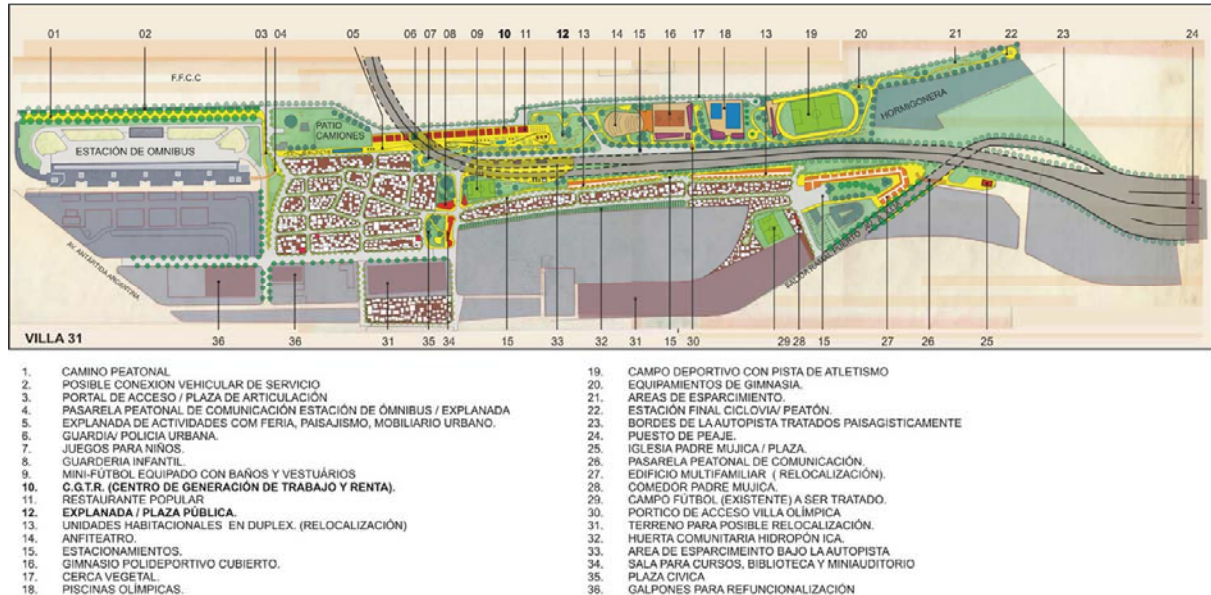 01 02 03 04 05 06 07 08 09 10 11 12 13 14 15 16 17 18 13 19 20 21 22 23 24
F.F.C.C
PATIO
CAMIONES
HORMIGONERA
ESTACIÓN DE OMNIBUS
AV. ANTÁRTIDA ARGENTINA
VILLA 31
36 36 31 35 34 15 33 32 31 15 30 29 28 15 27 26 25
1. CAMINO PEATONAL
2. POSIBLE CONEXION VEHICULAR DE SERVICIO
3. PORTAL DE ACCESO / PLAZA DE ARTICULACIÓN
4. PASARELA PEATONAL DE COMUNICACIÓN ESTACIÓN DE ÓMNIBUS / EXPLANADA
5. EXPLANADA DE ACTIVIDADES COM FERIA, PAISAJISMO, MOBILIARIO URBANO.
6. GUARDIA/ POLICIA URBANA.
7. JUEGOS PARA NIÑOS.
8. GUARDERIA INFANTIL.
9. MINI-FÚTBOL EQUIPADO CON BAÑOS Y VESTUÁRIOS
10. C.G.T.R. (CENTRO DE GENERACIÓN DE TRABAJO Y RENTA).
11. RESTAURANTE POPULAR
12. EXPLANADA / PLAZA PÚBLICA.
13. UNIDADES HABITACIONALES EN DUPLEX. (RELOCALIZACIÓN)
14. ANFITEATRO.
15. ESTACIONAMIENTOS.
16. GIMNASIO POLIDEPORTIVO CUBIERTO.
17. CERCA VEGETAL.
18. PISCINAS OLÍMPICAS.
19. CAMPO DEPORTIVO CON PISTA DE ATLETISMO
20. EQUIPAMIENTOS DE GIMNASIA.
21. AREAS DE ESPARCIMIENTO.
22. ESTACIÓN FINAL CICLOVIA/ PEATÓN.
23. BORDES DE LA AUTOPISTA TRATADOS PAISAGISTICAMENTE
24. PUESTO DE PEAJE.
25. IGLESIA PADRE MUJICA / PLAZA.
26. PASARELA PEATONAL DE COMUNICACIÓN.
27. EDIFICIO MULTIFAMILIAR ( RELOCALIZACIÓN).
28. COMEDOR PADRE MUJICA.
29. CAMPO FÚTBOL (EXISTENTE) A SER TRATADO.
30. PORTICO DE ACCESO VILLA OLÍMPICA
31. TERRENO PARA POSIBLE RELOCALIZACIÓN.
32. HUERTA COMUNITARIA HIDROPÓN ICA.
33. AREA DE ESPARCIMEINTO BAJO LA AUTOPISTA
34. SALA PARA CURSOS, BIBLIOTECA Y MINIAUDITORIO
35. PLAZA CIVICA
36. GALPONES PARA REFUNCIONALIZACIÓN